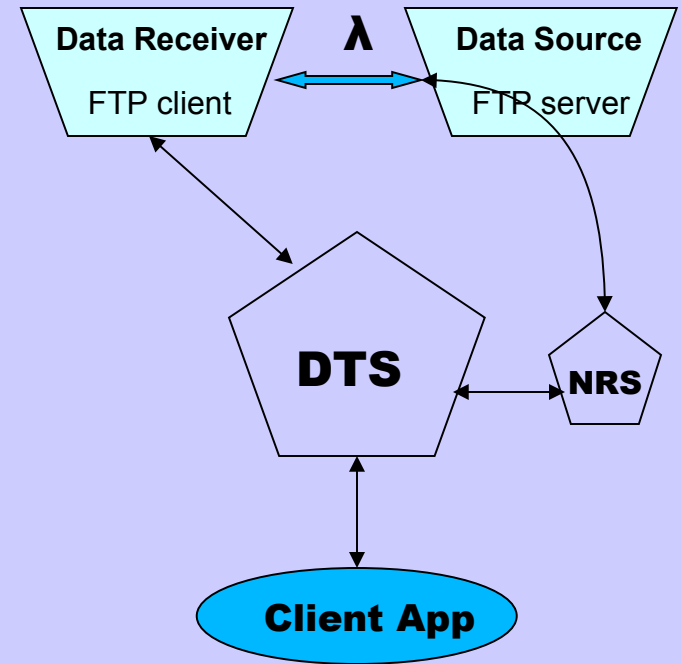 Data Receiver
FTP client
λ
Data Source
FTP server
DTS
NRS
Client App